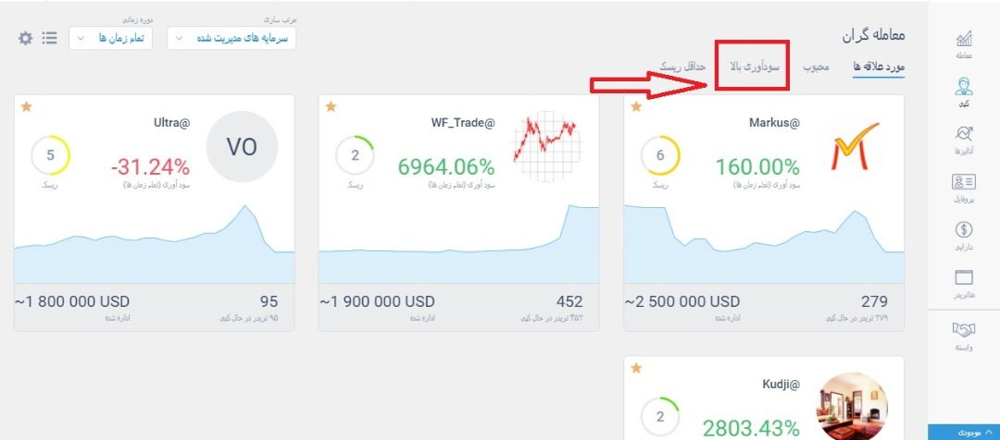 مرتب سازی
سرمایه های مدیریت شده
دوره زمانی
تمام زمان ها
معامله گران
مورد علاقه ها
محبوب
سودآوری بالا
حداقل ریسک
Markus@
160.00%
سود آوری (تمام زمان ها)
6
ریسک
~2 500 000 USD
اداره شده
279
۲۷۹ تریدر در حال کپی
WF_Trade@
6964.06%
سود آوری (تمام زمان ها)
2
ریسک
~1 900 000 USD
اداره شده
452
۴۵۲ تریدر در حال کپی
Ultra@
VO
-31.24%
سود آوری (تمام زمان ها)
5
ریسک
~1 800 000 USD
اداره شده
95
۹۵ تریدر در حال کپی
Kudji@
2803.43%
2
معامله
کپی
آنالیزها
پروفایل
دارایی
متاتریدر
وابسته
موجودی